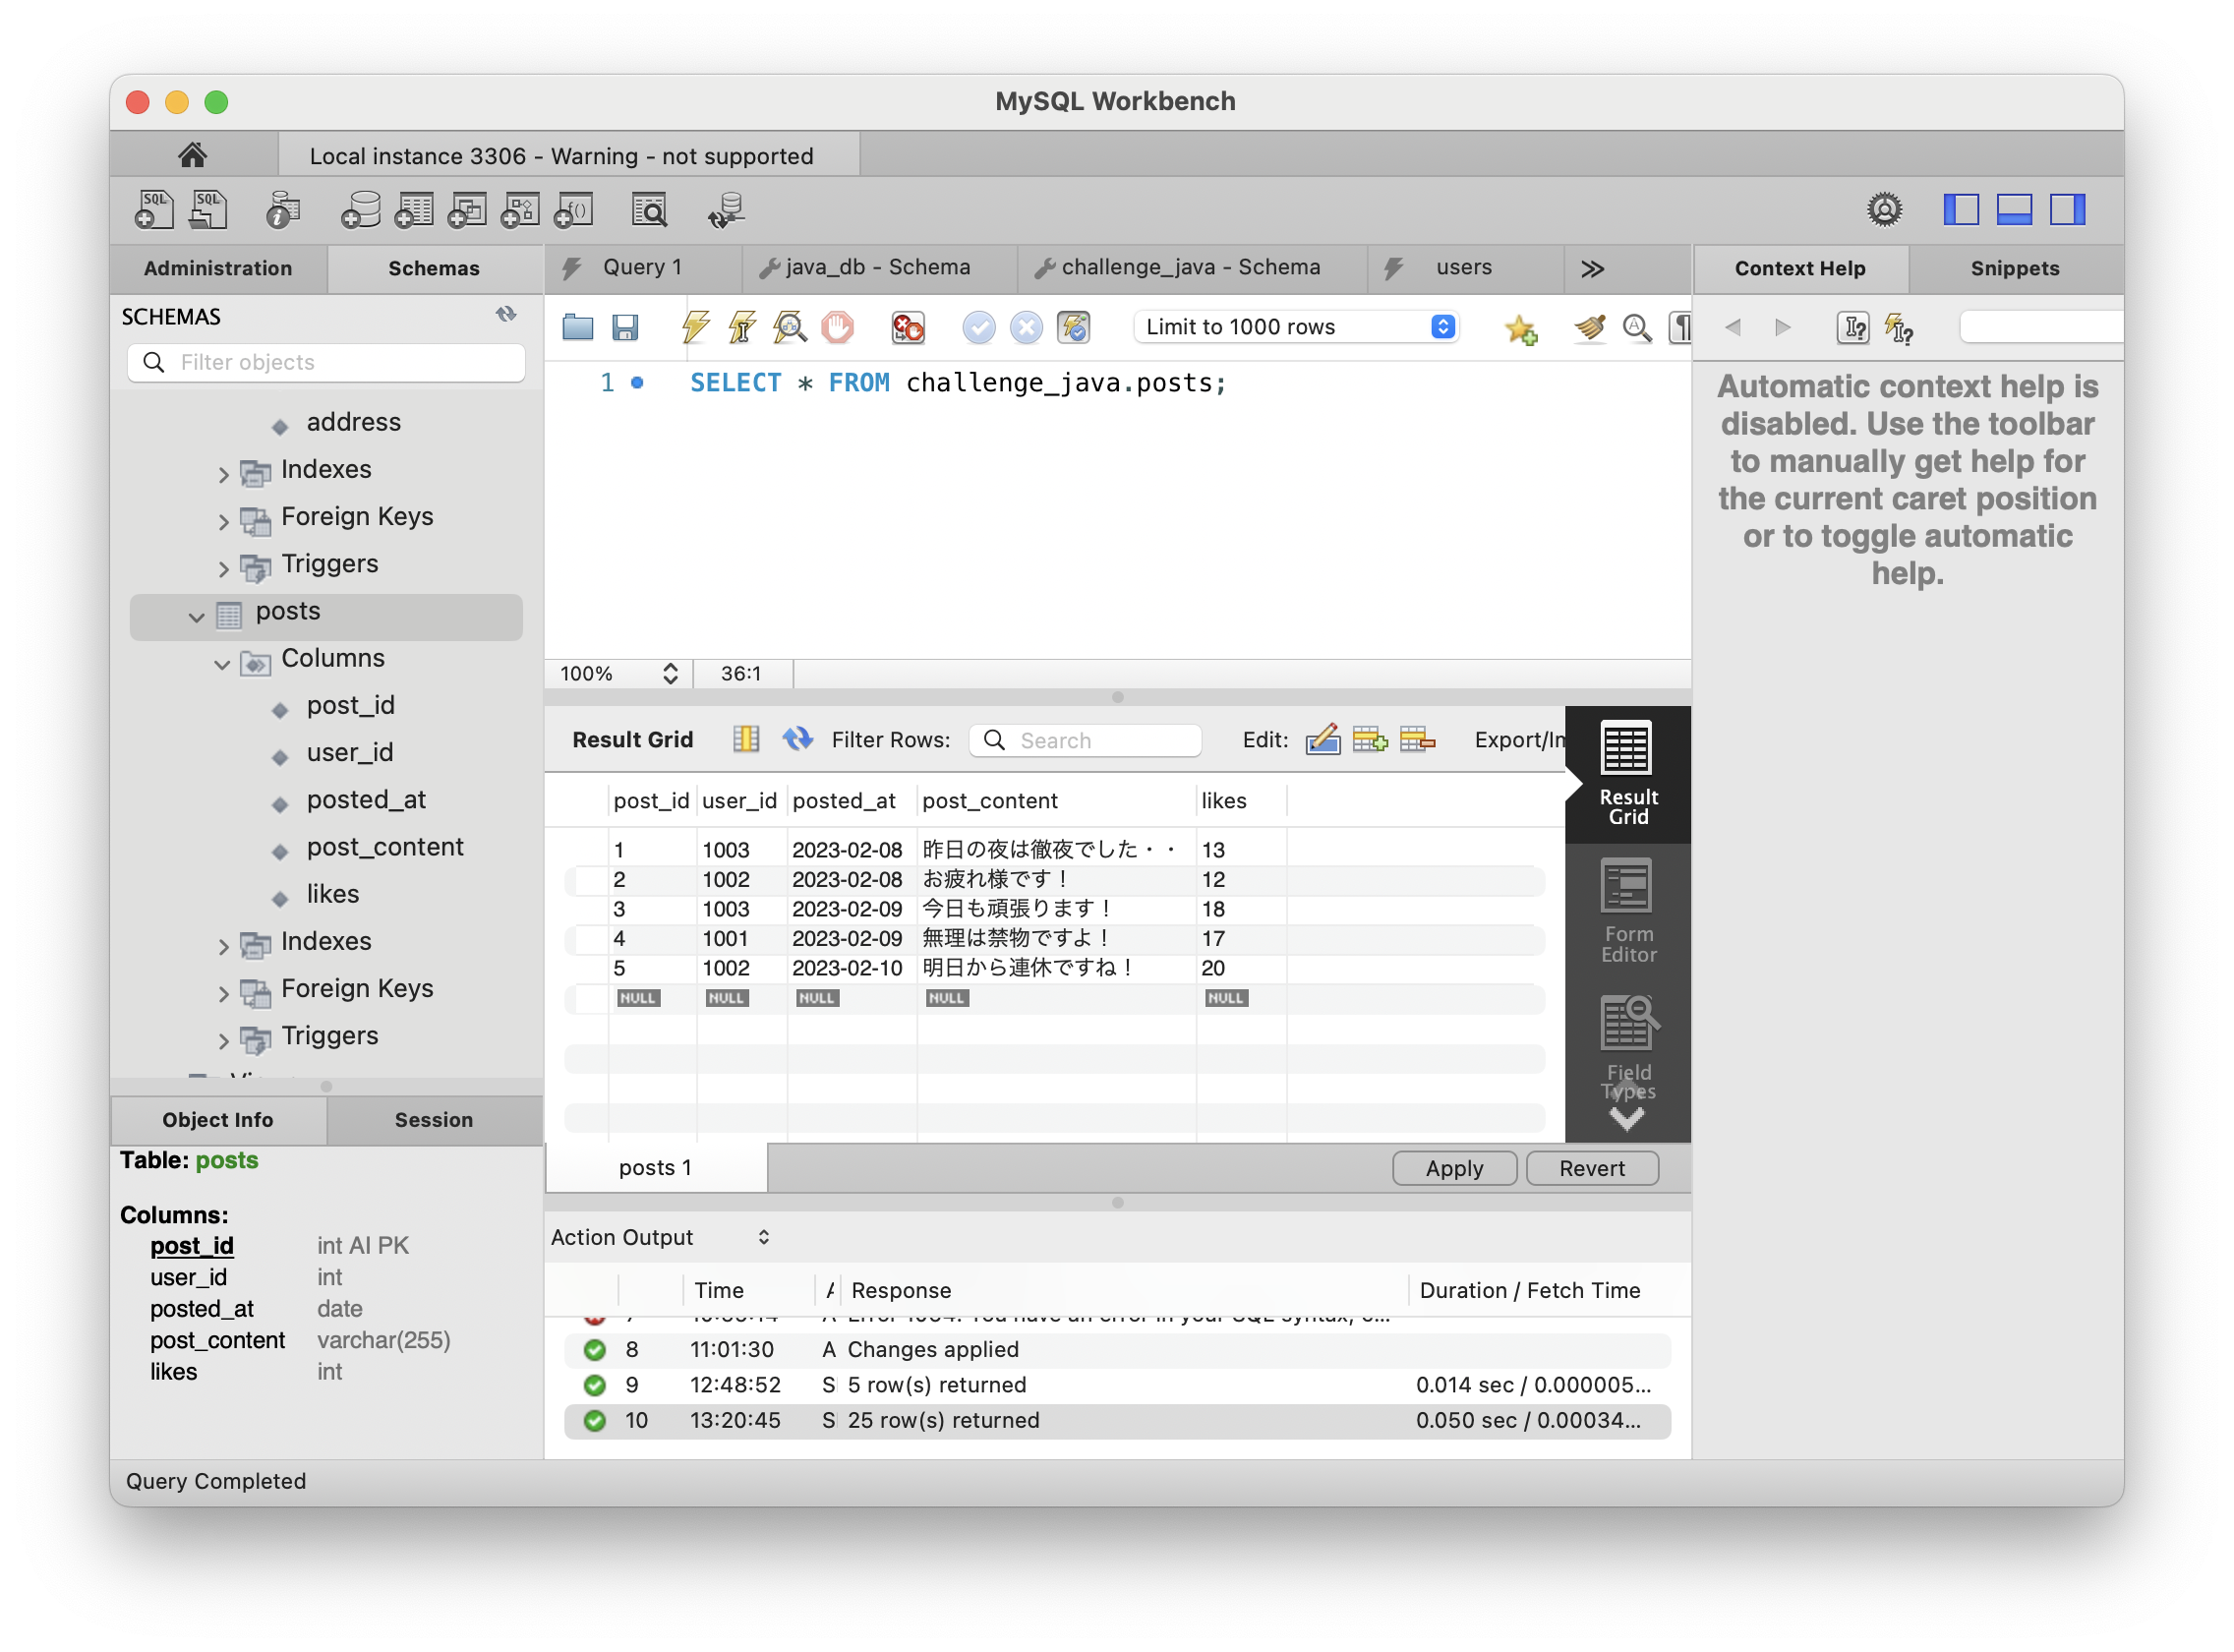 MySQL Workbench
Local instance 3306 - Warning - not supported
Administration
Schemas
Query 1
java_db - Schema
challenge_java - Schema
users
Context Help
Snippets
SCHEMAS
Filter objects
Limit to 1000 rows
1 SELECT * FROM challenge_java.posts;
Automatic context help is
disabled. Use the toolbar
to manually get help for
the current caret position
or to toggle automatic
help.
address
Indexes
Foreign Keys
Triggers
posts
Columns
post_id
user_id
posted_at
post_content
likes
Indexes
Foreign Keys
Triggers
100% 36:1
Result Grid Filter Rows: Search Edit: Export/Im
post_id user_id posted_at post_content likes
1 1003 2023-02-08 昨日の夜は徹夜でした・・ 13
2 1002 2023-02-08 お疲れ様です！ 12
3 1003 2023-02-09 今日も頑張ります！ 18
4 1001 2023-02-09 無理は禁物ですよ！ 17
5 1002 2023-02-10 明日から連休ですね！ 20
NULL NULL NULL NULL NULL
Result
Grid
Form
Editor
Field
Types
posts 1
Apply
Revert
Object Info
Session
Table: posts
Columns:
post_id int AI PK
user_id int
posted_at date
post_content varchar(255)
likes int
Action Output
Time A Response Duration / Fetch Time
8 11:01:30 A Changes applied
9 12:48:52 S 5 row(s) returned 0.014 sec / 0.000005...
10 13:20:45 S 25 row(s) returned 0.050 sec / 0.00034...
Query Completed